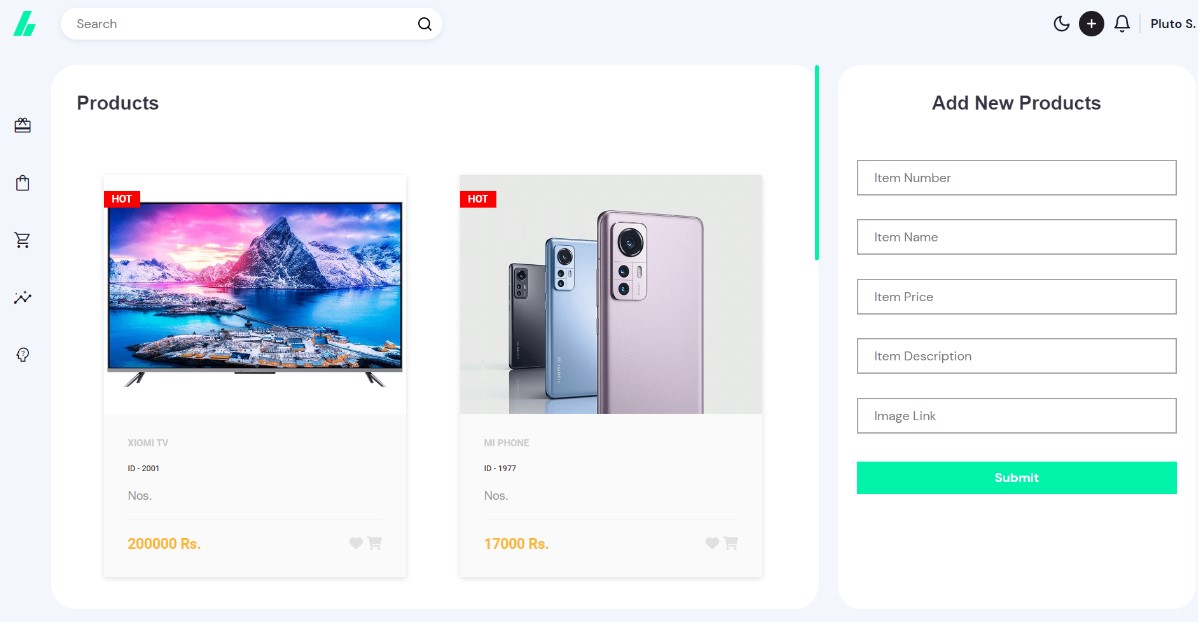 Search
Pluto S.
Products
HOT
XIOMI TV
ID - 2001
Nos.
200000 Rs.
HOT
MI PHONE
ID - 1977
Nos.
17000 Rs.
Add New Products
Item Number
Item Name
Item Price
Item Description
Image Link
Submit